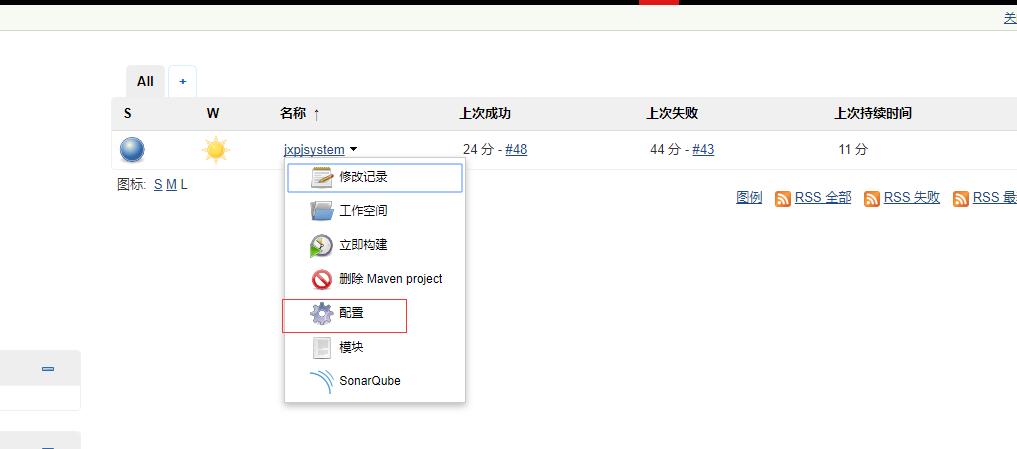 关
All +
S W 名称 ↑ 上次成功 上次失败 上次持续时间
jxpjsystem 24 分 - #48 44 分 - #43 11 分
图标: S M L
修改记录
图例 RSS 全部 RSS 失败 RSS 最
工作空间
立即构建
删除 Maven project
配置
模块
SonarQube